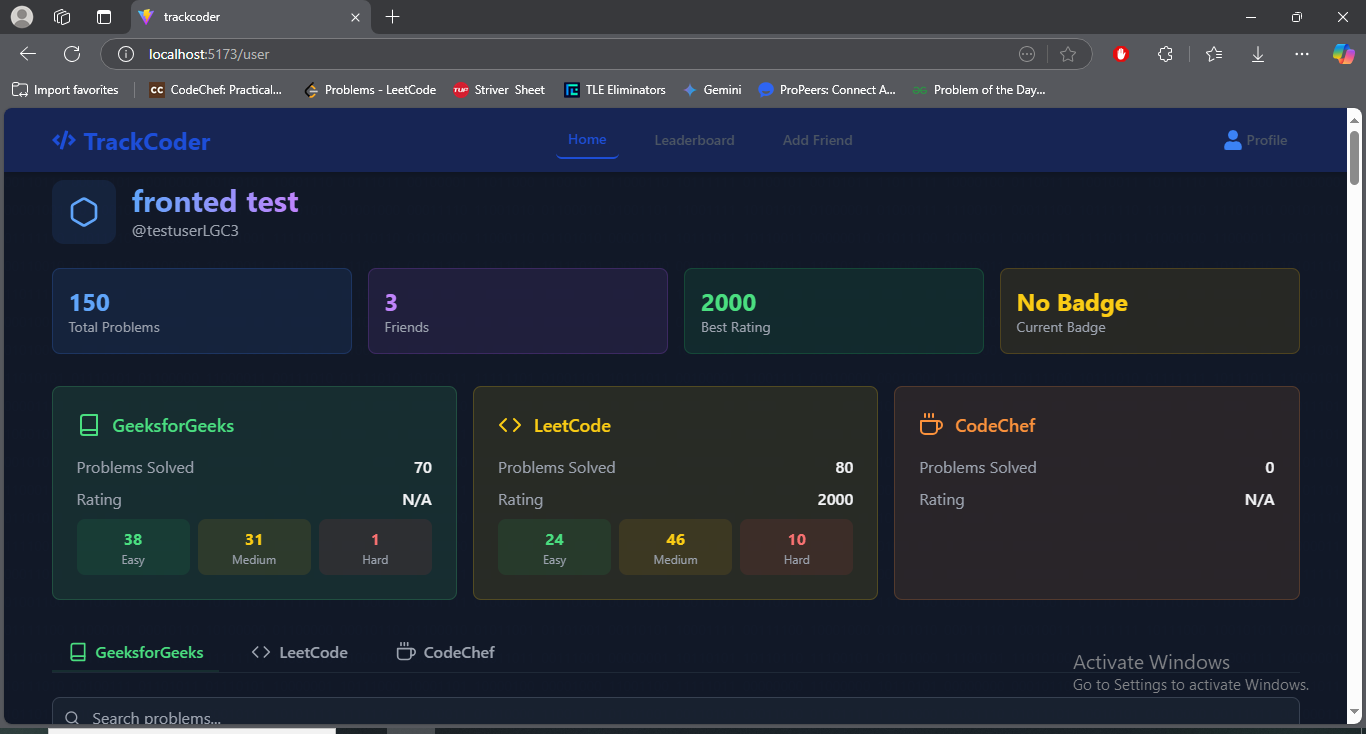 trackcoder
localhost:5173/user
Import favorites
CodeChef: Practical...
Problems - LeetCode
TUF Striver Sheet
TLE Eliminators
Gemini
ProPeers: Connect A...
Problem of the Day...
</> TrackCoder
Home
Leaderboard
Add Friend
Profile
fronted test
@testuserLGC3
150
Total Problems
3
Friends
2000
Best Rating
No Badge
Current Badge
GeeksforGeeks
Problems Solved 70
Rating N/A
38
Easy
31
Medium
1
Hard
LeetCode
Problems Solved 80
Rating 2000
24
Easy
46
Medium
10
Hard
CodeChef
Problems Solved 0
Rating N/A
GeeksforGeeks
LeetCode
CodeChef
Activate Windows
Go to Settings to activate Windows.
Search problems...